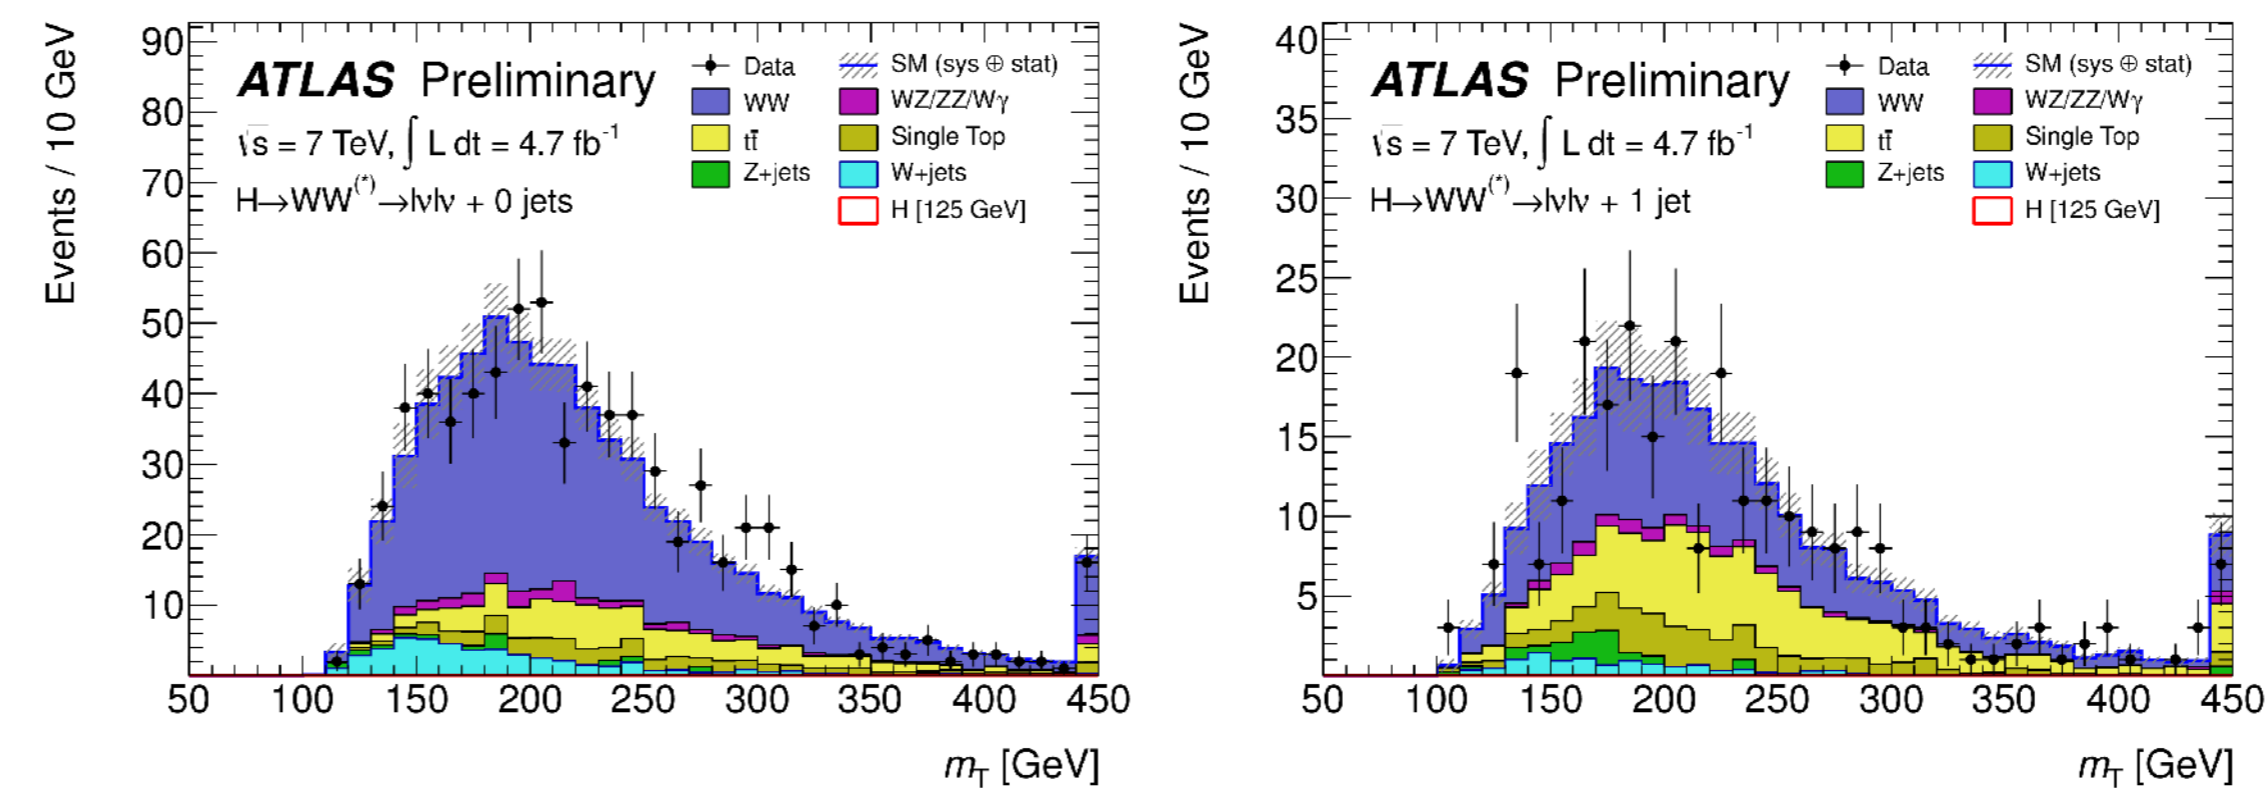 Events / 10 GeV
90
80
70
60
50
40
30
20
10
ATLAS Preliminary
√s = 7 TeV, ∫ L dt = 4.7 fb⁻¹
H→WW(*)→lνlν + 0 jets
Data
SM (sys ⊕ stat)
WW
WZ/ZZ/Wγ
tt̄
Single Top
Z+jets
W+jets
H [125 GeV]
50 100 150 200 250 300 350 400 450
mT [GeV]
Events / 10 GeV
40
35
30
25
20
15
10
5
ATLAS Preliminary
√s = 7 TeV, ∫ L dt = 4.7 fb⁻¹
H→WW(*)→lνlν + 1 jet
Data
SM (sys ⊕ stat)
WW
WZ/ZZ/Wγ
tt̄
Single Top
Z+jets
W+jets
H [125 GeV]
50 100 150 200 250 300 350 400 450
mT [GeV]